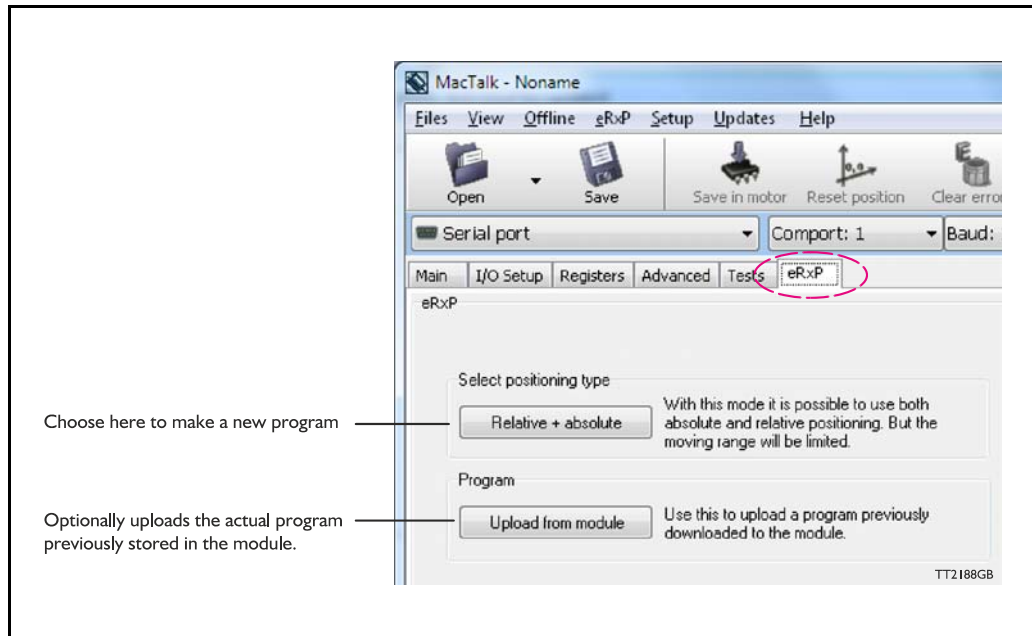 MacTalk - Noname
Files View Offline eRxP Setup Updates Help
Open Save Save in motor Reset position Clear erro
Serial port Comport: 1 Baud:
Main I/O Setup Registers Advanced Tests eRxP
eRxP
Select positioning type
Choose here to make a new program
Relative + absolute
With this mode it is possible to use both
absolute and relative positioning. But the
moving range will be limited.
Program
Optionally uploads the actual program
previously stored in the module.
Upload from module
Use this to upload a program previously
downloaded to the module.
TT2188GB